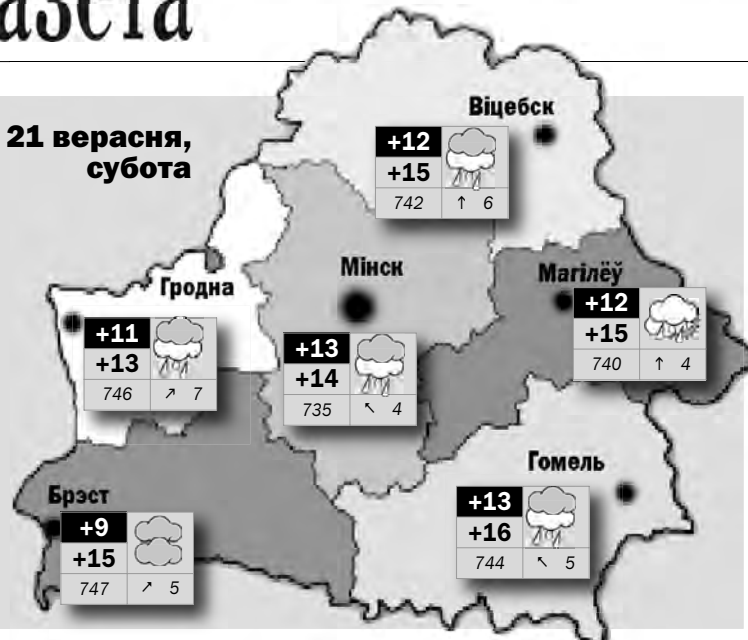 азета
21 верасня,
субота
Віцебск
+12
+15
742 ↑ 6
Мінск
+13
+14
735 ↖ 4
Магілёў
+12
+15
740 ↑ 4
Гродна
+11
+13
746 ↗ 7
Брэст
+9
+15
747 ↗ 5
Гомель
+13
+16
744 ↖ 5